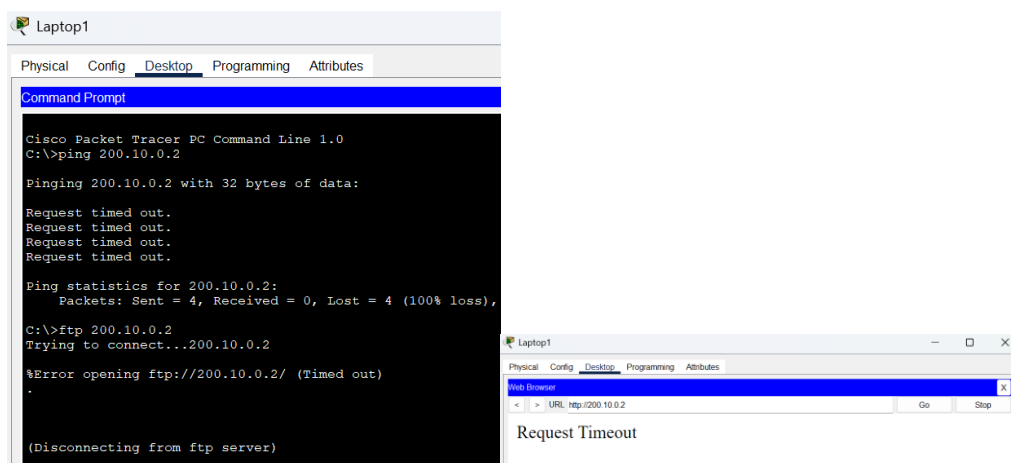 Laptop1
Physical Config Desktop Programming Attributes
Command Prompt
Cisco Packet Tracer PC Command Line 1.0
C:\>ping 200.10.0.2
Pinging 200.10.0.2 with 32 bytes of data:
Request timed out.
Request timed out.
Request timed out.
Request timed out.
Ping statistics for 200.10.0.2:
Packets: Sent = 4, Received = 0, Lost = 4 (100% loss),
C:\>ftp 200.10.0.2
Trying to connect...200.10.0.2
%Error opening ftp://200.10.0.2/ (Timed out)
.
(Disconnecting from ftp server)
Laptop1
Physical Config Desktop Programming Attributes
Web Browser X
< > URL http://200.10.0.2 Go Stop
Request Timeout